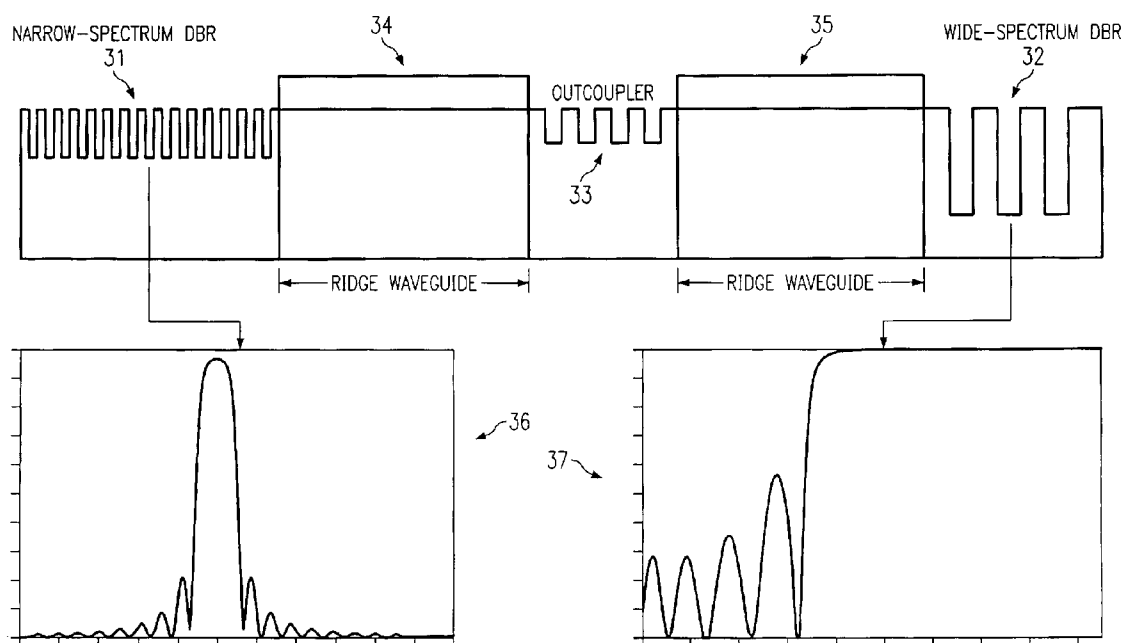 NARROW-SPECTRUM DBR
31
34
35
WIDE-SPECTRUM DBR
32
OUTCOUPLER
33
RIDGE WAVEGUIDE
RIDGE WAVEGUIDE
36
37